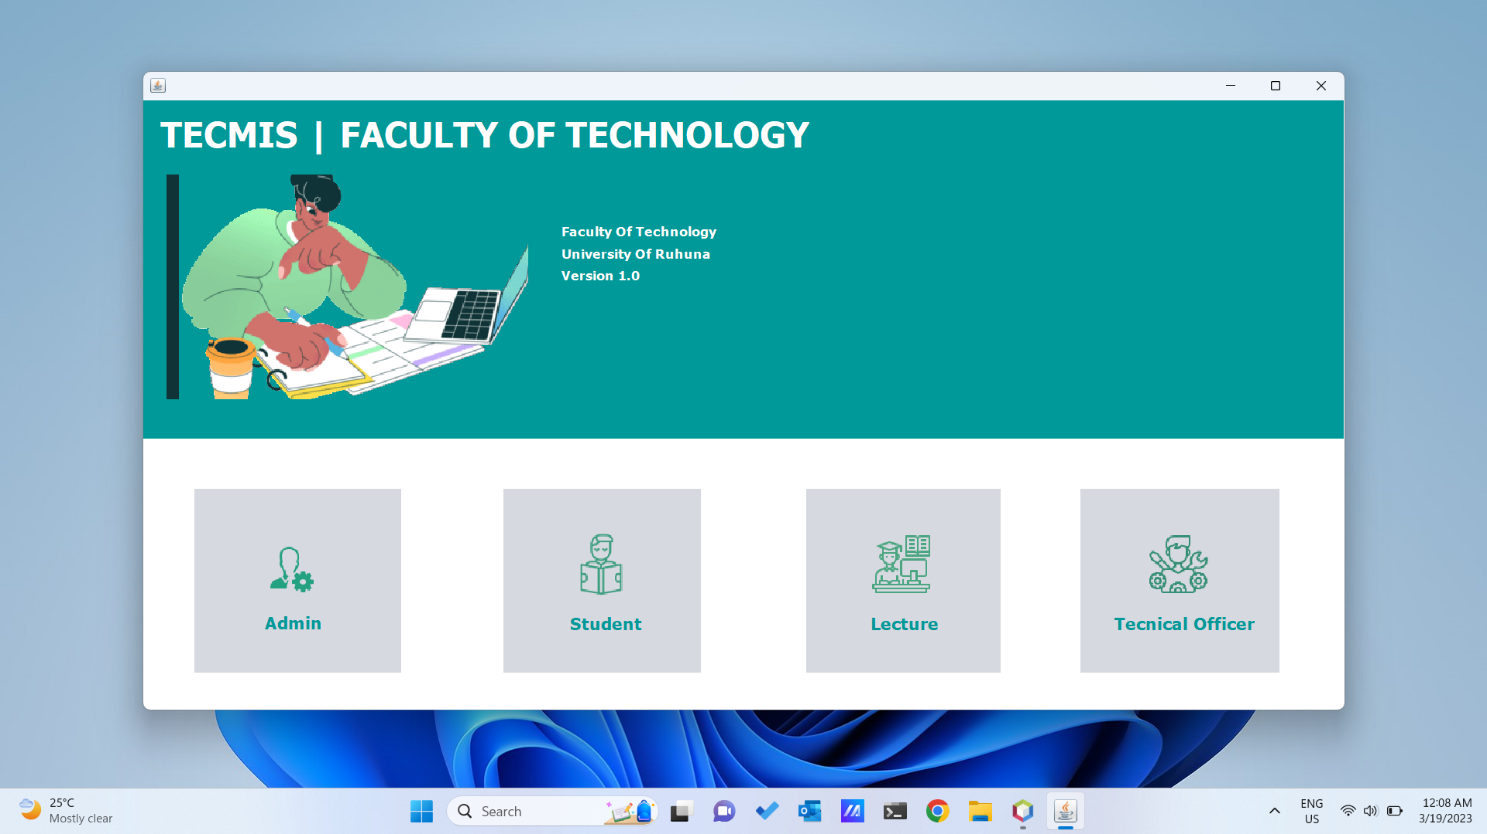 TECMIS | FACULTY OF TECHNOLOGY
Faculty Of Technology
University Of Ruhuna
Version 1.0
Admin
Student
Lecture
Tecnical Officer
25°C
Mostly clear
Search
ENG
US
12:08 AM
3/19/2023